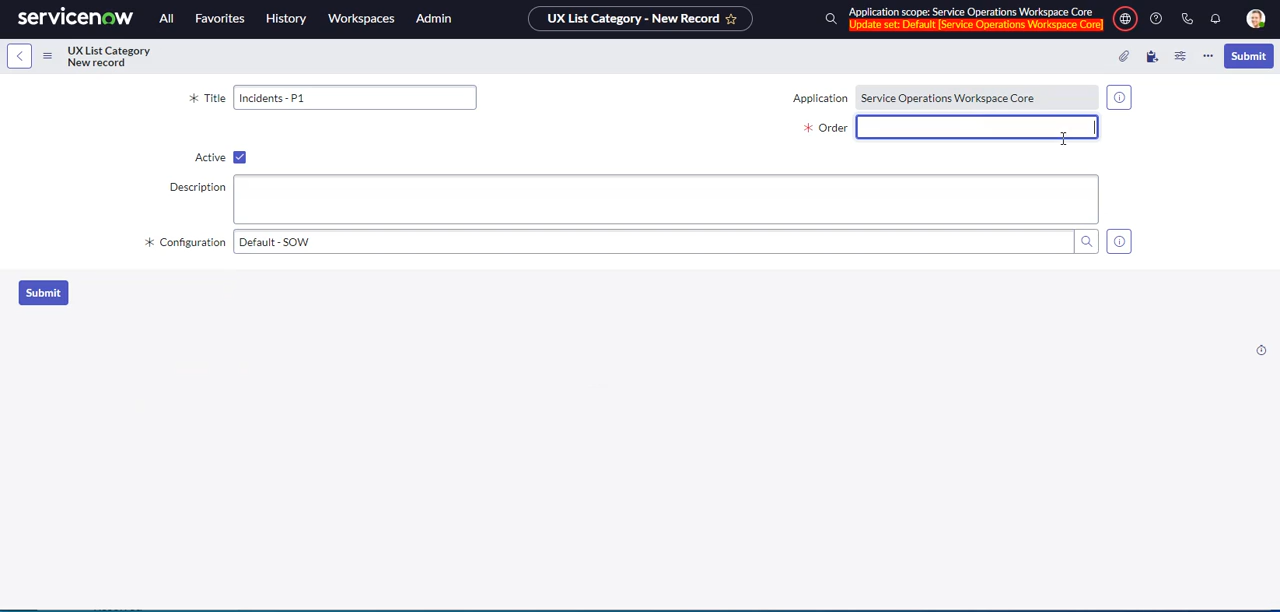 servicenow All Favorites History Workspaces Admin UX List Category - New Record Application scope: Service Operations Workspace Core
Update set: Default [Service Operations Workspace Core]
UX List Category
New record
Submit
* Title Incidents - P1
Application Service Operations Workspace Core
* Order
Active
Description
* Configuration Default - SOW
Submit